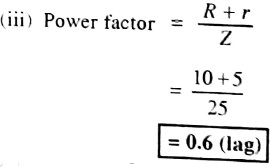 (iii) Power factor = R + r / Z
= 10 + 5 / 25
= 0.6 (lag)